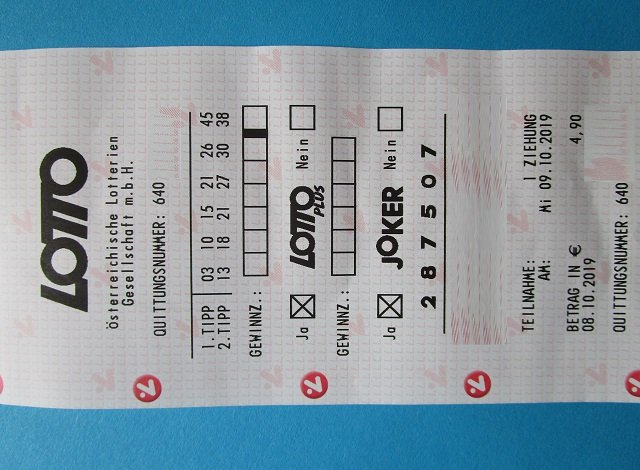 LOTTO
Österreichische Lotterien
Gesellschaft m.b.H.
QUITTUNGSNUMMER: 640
1.TIPP 03 10 15 21 26 45
2.TIPP 13 18 21 27 30 38
GEWINNZ.:
Ja LOTTO PLUS Nein
GEWINNZ.:
Ja JOKER Nein
2 8 7 5 0 7
TEILNAHME: 1 ZIEHUNG
AM: Mi 09.10.2019
BETRAG IN € 4,90
08.10.2019
QUITTUNGSNUMMER: 640